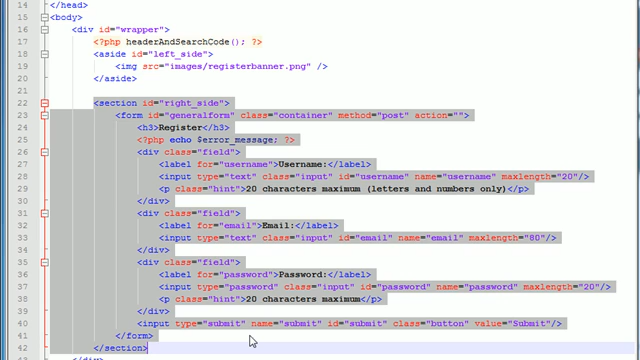 14 </head>
15 <body>
16 <div id="wrapper">
17 <?php headerAndSearchCode(); ?>
18 <aside id="left_side">
19 <img src="images/registerbanner.png" />
20 </aside>
21
22 <section id="right_side">
23 <form id="generalform" class="container" method="post" action="">
24 <h3>Register</h3>
25 <?php echo $error_message; ?>
26 <div class="field">
27 <label for="username">Username:</label>
28 <input type="text" class="input" id="username" name="username" maxlength="20"/>
29 <p class="hint">20 characters maximum (letters and numbers only)</p>
30 </div>
31 <div class="field">
32 <label for="email">Email:</label>
33 <input type="text" class="input" id="email" name="email" maxlength="80"/>
34 </div>
35 <div class="field">
36 <label for="password">Password:</label>
37 <input type="password" class="input" id="password" name="password" maxlength="20"/>
38 <p class="hint">20 characters maximum</p>
39 </div>
40 <input type="submit" name="submit" id="submit" class="button" value="Submit"/>
41 </form>
42 </section>